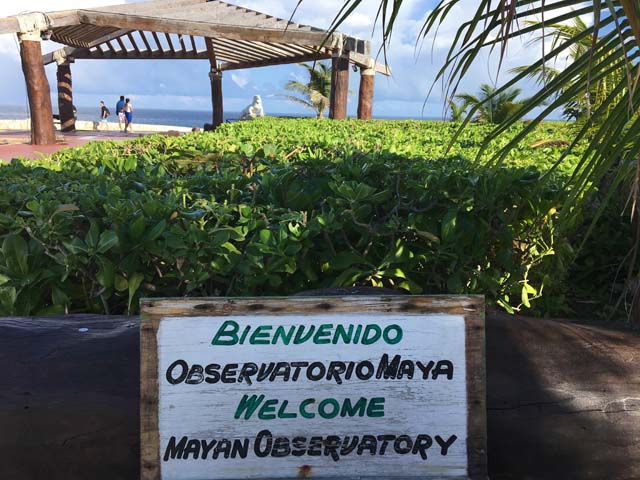 BIENVENIDO
OBSERVATORIO MAYA
WELCOME
MAYAN OBSERVATORY